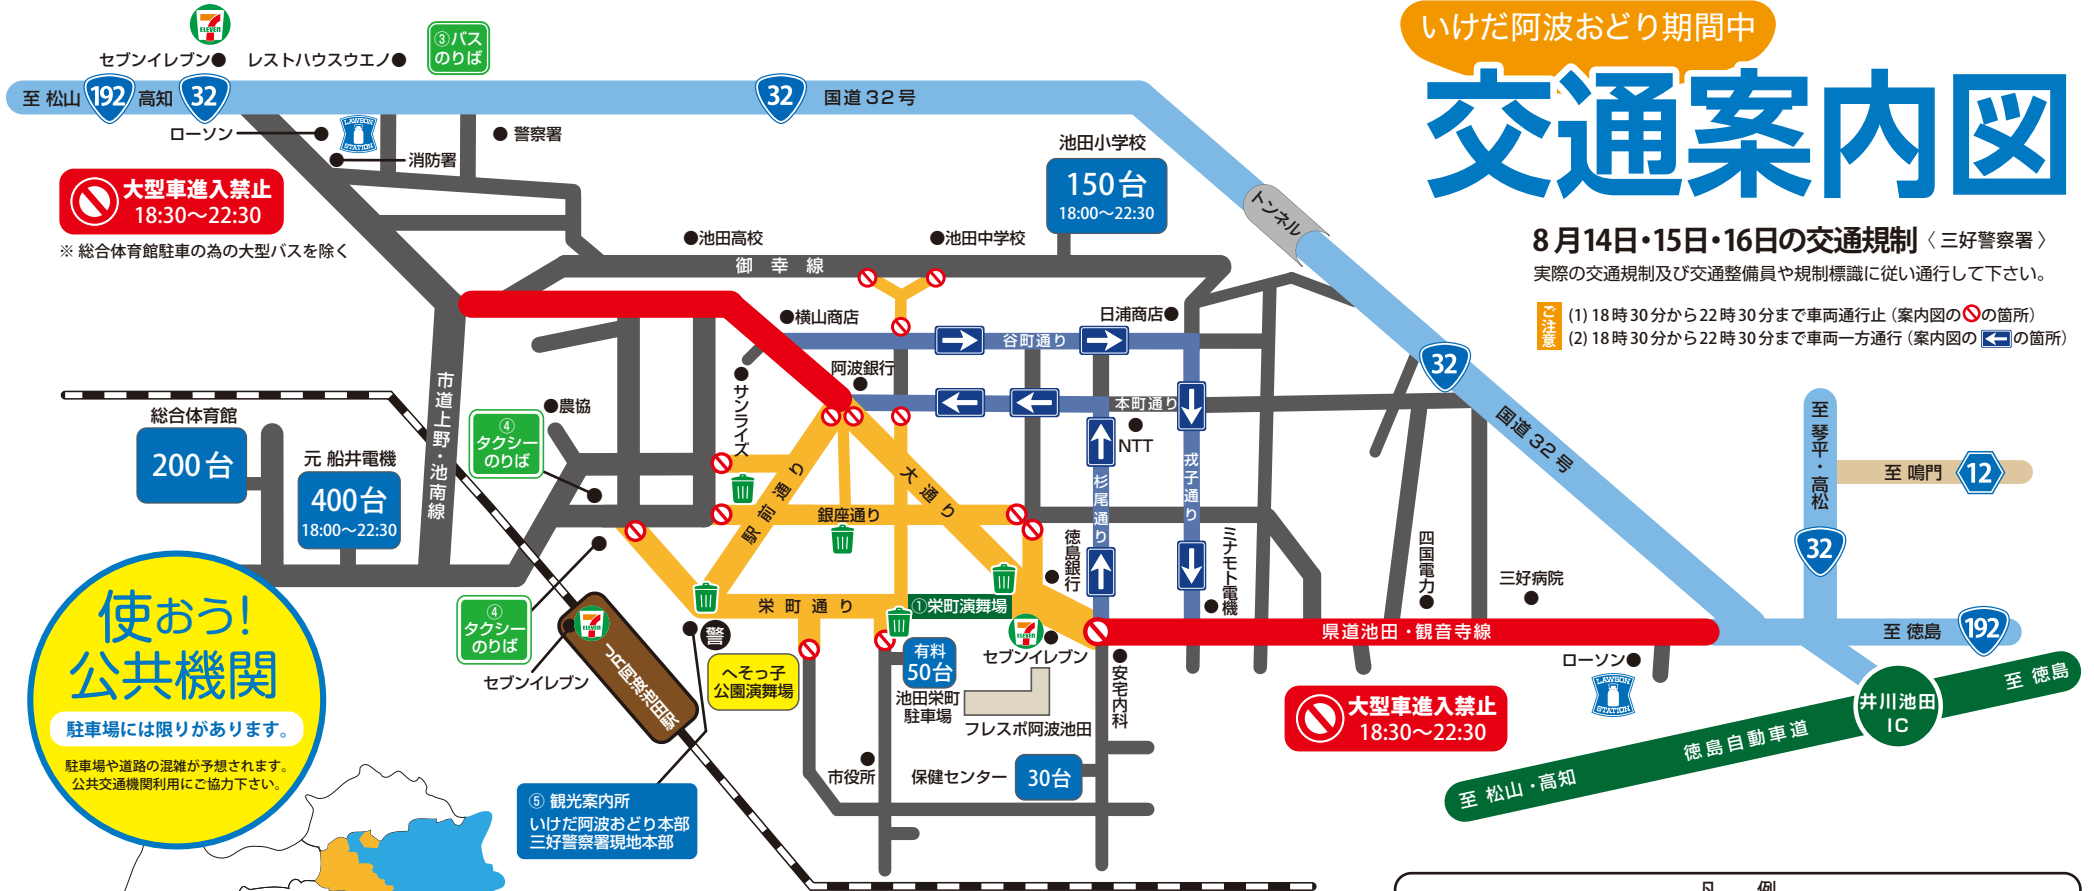 いけだ阿波おどり期間中
交通案内図
8月14日・15日・16日の交通規制〈三好警察署〉
実際の交通規制及び交通整備員や規制標識に従い通行して下さい。
ご注意
(1) 18時30分から22時30分まで車両通行止(案内図の🚫の箇所)
(2) 18時30分から22時30分まで車両一方通行(案内図の←の箇所)
7 ELEVEN
セブンイレブン
レストハウスウエノ
③バス
のりば
至 松山
192
高知
32
32
国道32号
ローソン
LAWSON
STATION
警察署
消防署
大型車進入禁止
18:30〜22:30
※ 総合体育館駐車の為の大型バスを除く
池田小学校
150台
18:00〜22:30
トンネル
池田高校
池田中学校
御幸線
横山商店
日浦商店
谷町通り
阿波銀行
本町通り
サンライズ
NTT
市道上野・池南線
農協
④
タクシー
のりば
総合体育館
200台
元 船井電機
400台
18:00〜22:30
駅前通り
大通り
銀座通り
杉尾通り
戎子通り
徳島銀行
ミナモト電機
四国電力
三好病院
32
国道32号
至 琴平・高松
至 鳴門
12
32
至 徳島
192
栄町通り
①栄町演舞場
県道池田・観音寺線
④
タクシー
のりば
7 ELEVEN
セブンイレブン
JR阿波池田駅
警
へそっ子
公園演舞場
有料
50台
池田栄町
駐車場
7 ELEVEN
セブンイレブン
フレスポ阿波池田
安宅内科
市役所
保健センター
30台
大型車進入禁止
18:30〜22:30
ローソン
LAWSON
STATION
井川池田
IC
至 徳島
徳島自動車道
至 松山・高知
使おう!
公共機関
駐車場には限りがあります。
駐車場や道路の混雑が予想されます。
公共交通機関利用にご協力下さい。
⑤ 観光案内所
いけだ阿波おどり本部
三好警察署現地本部
凡例